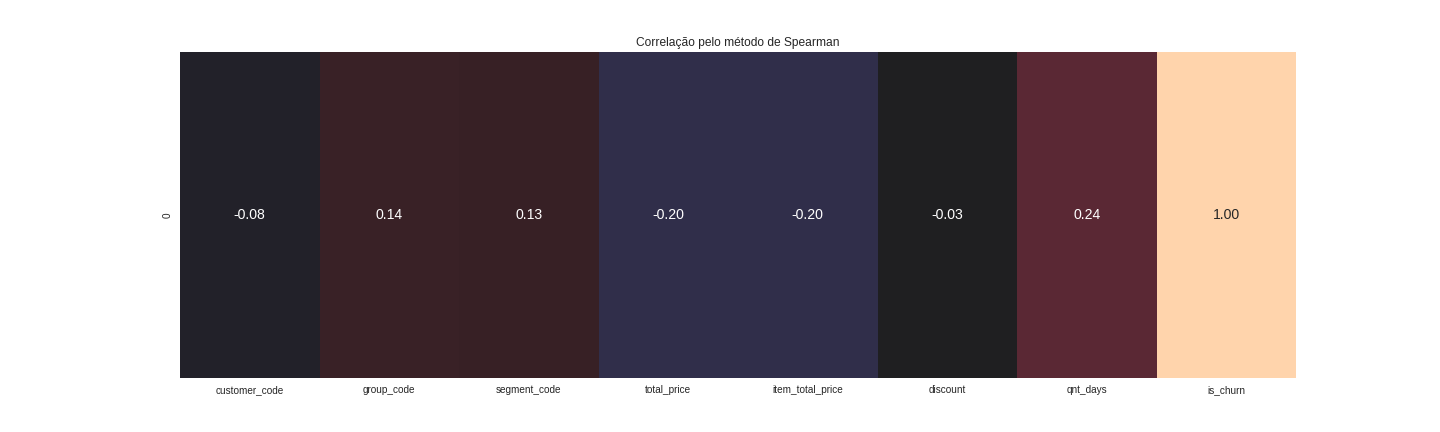 Correlação pelo método de Spearman
0
-0.08 0.14 0.13 -0.20 -0.20 -0.03 0.24 1.00
customer_code group_code segment_code total_price item_total_price discount qnt_days is_churn